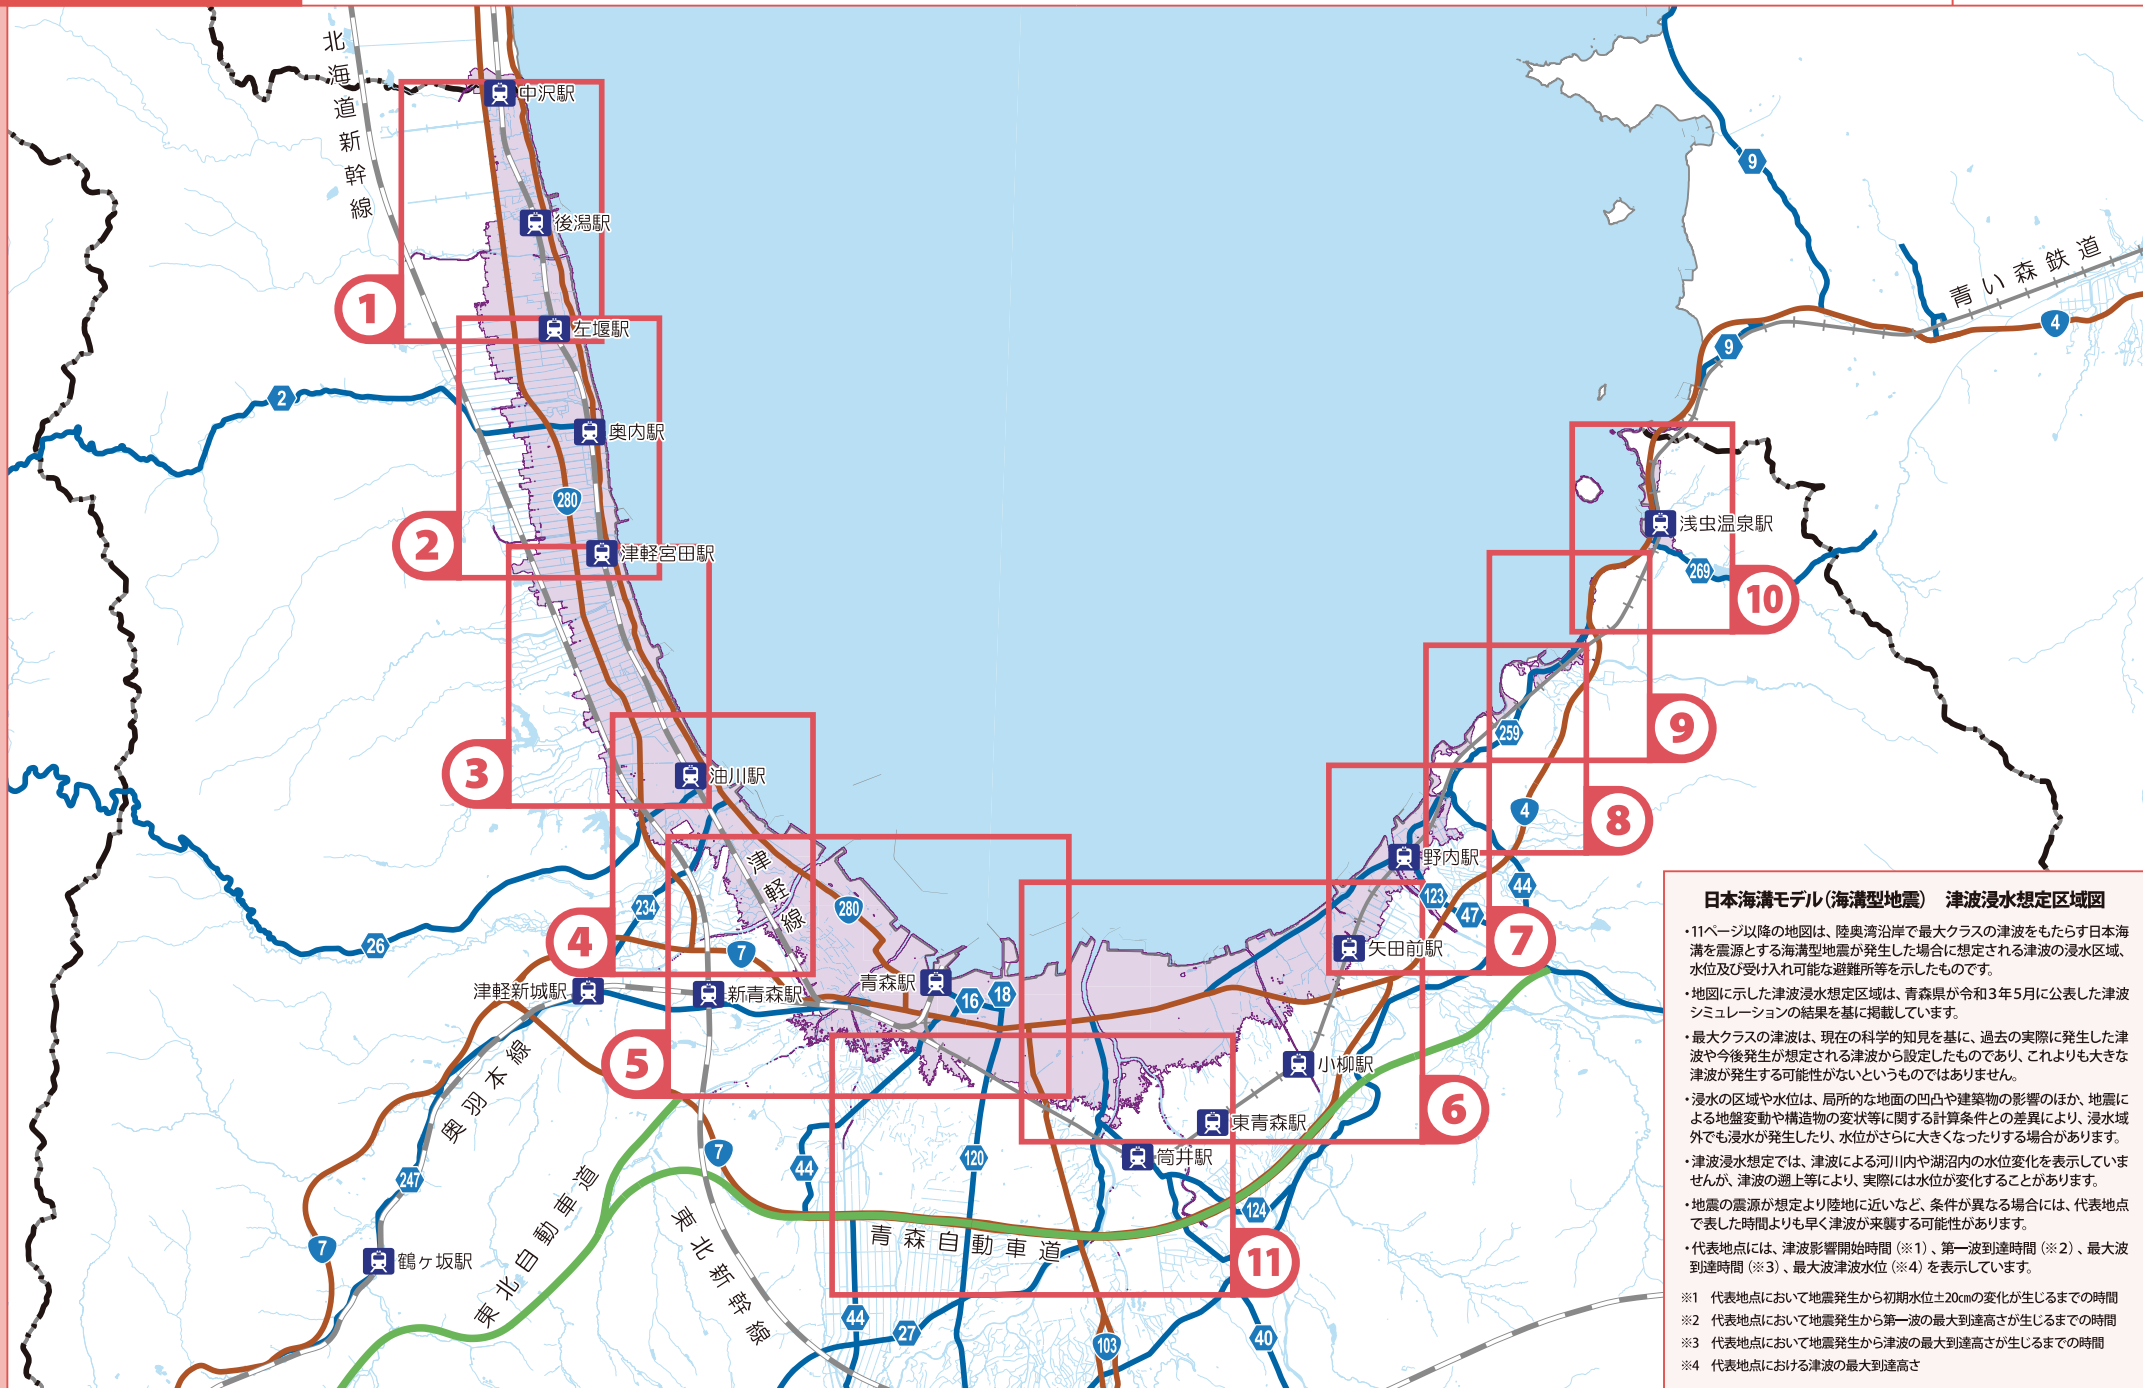 北海道新幹線
中沢駅
後潟駅
1
左堰駅
2
奥内駅
280
2
津軽宮田駅
3
油川駅
津軽線
234
280
4
7
26
津軽新城駅
新青森駅
青森駅
16
18
5
奥羽本線
247
7
鶴ヶ坂駅
東北自動車道
東北新幹線
7
44
120
青森自動車道
44
27
103
40
124
11
筒井駅
東青森駅
小柳駅
6
矢田前駅
野内駅
123
47
44
7
4
8
259
9
浅虫温泉駅
269
10
9
9
4
青い森鉄道
日本海溝モデル（海溝型地震）　津波浸水想定区域図
・11ページ以降の地図は、陸奥湾沿岸で最大クラスの津波をもたらす日本海
溝を震源とする海溝型地震が発生した場合に想定される津波の浸水区域、
水位及び受け入れ可能な避難所等を示したものです。
・地図に示した津波浸水想定区域は、青森県が令和3年5月に公表した津波
シミュレーションの結果を基に掲載しています。
・最大クラスの津波は、現在の科学的知見を基に、過去の実際に発生した津
波や今後発生が想定される津波から設定したものであり、これよりも大きな
津波が発生する可能性がないというものではありません。
・浸水の区域や水位は、局所的な地面の凹凸や建築物の影響のほか、地震に
よる地盤変動や構造物の変状等に関する計算条件との差異により、浸水域
外でも浸水が発生したり、水位がさらに大きくなったりする場合があります。
・津波浸水想定では、津波による河川内や湖沼内の水位変化を表示していま
せんが、津波の遡上等により、実際には水位が変化することがあります。
・地震の震源が想定より陸地に近いなど、条件が異なる場合には、代表地点
で表した時間よりも早く津波が来襲する可能性があります。
・代表地点には、津波影響開始時間（※1）、第一波到達時間（※2）、最大波
到達時間（※3）、最大波津波水位（※4）を表示しています。
※1　代表地点において地震発生から初期水位±20㎝の変化が生じるまでの時間
※2　代表地点において地震発生から第一波の最大到達高さが生じるまでの時間
※3　代表地点において地震発生から津波の最大到達高さが生じるまでの時間
※4　代表地点における津波の最大到達高さ